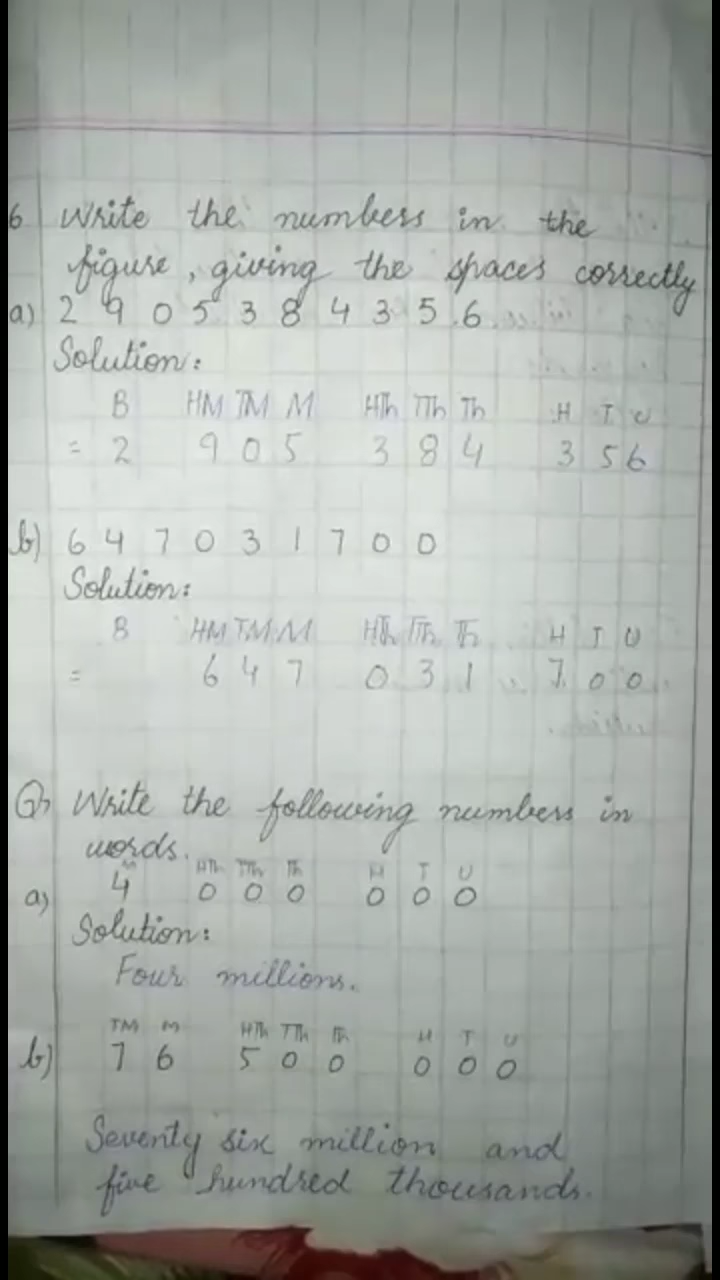 6 Write the numbers in the
figure, giving the spaces correctly
a) 2 9 0 5 3 8 4 3 5 6
Solution:
B HM TM M HTh TTh Th H T U
= 2 9 0 5 3 8 4 3 5 6
b) 6 4 7 0 3 1 7 0 0
Solution:
B HM TM M HTh TTh Th H T U
= 6 4 7 0 3 1 7 0 0
Q7 Write the following numbers in
words.
M HTh TTh Th H T U
a) 4 0 0 0 0 0 0
Solution:
Four millions.
TM M HTh TTh Th H T U
b) 7 6 5 0 0 0 0 0
Seventy six million and
five hundred thousands.